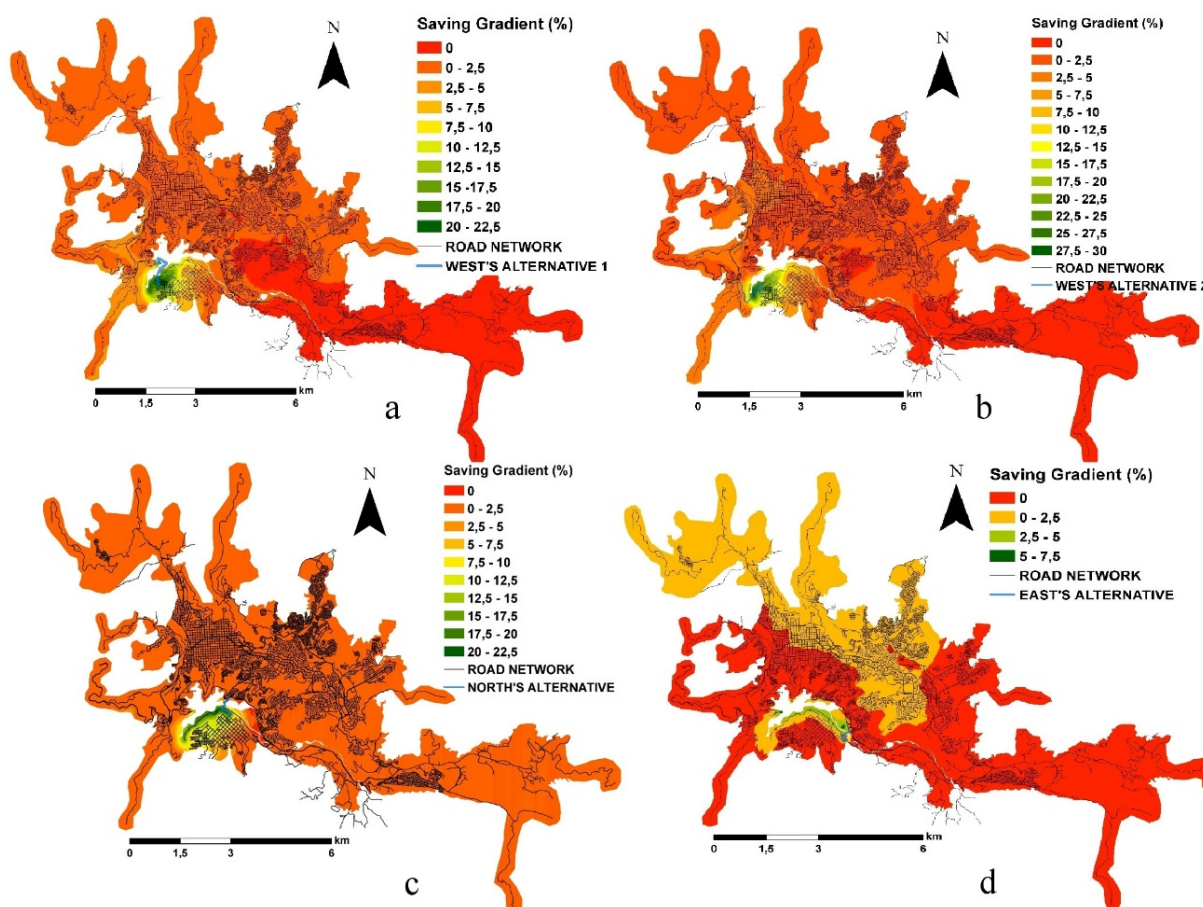 N
Saving Gradient (%)
0
0 - 2,5
2,5 - 5
5 - 7,5
7,5 - 10
10 - 12,5
12,5 - 15
15 -17,5
17,5 - 20
20 - 22,5
ROAD NETWORK
WEST'S ALTERNATIVE 1
km
0 1,5 3 6
a
N
Saving Gradient (%)
0
0 - 2,5
2,5 - 5
5 - 7,5
7,5 - 10
10 - 12,5
12,5 - 15
15 - 17,5
17,5 - 20
20 - 22,5
22,5 - 25
25 - 27,5
27,5 - 30
ROAD NETWORK
WEST'S ALTERNATIVE 2
km
0 1,5 3 6
b
N
Saving Gradient (%)
0
0 - 2,5
2,5 - 5
5 - 7,5
7,5 - 10
10 - 12,5
12,5 - 15
15 - 17,5
17,5 - 20
20 - 22,5
ROAD NETWORK
NORTH'S ALTERNATIVE
km
0 1,5 3 6
c
N
Saving Gradient (%)
0
0 - 2,5
2,5 - 5
5 - 7,5
ROAD NETWORK
EAST'S ALTERNATIVE
km
0 1,5 3 6
d